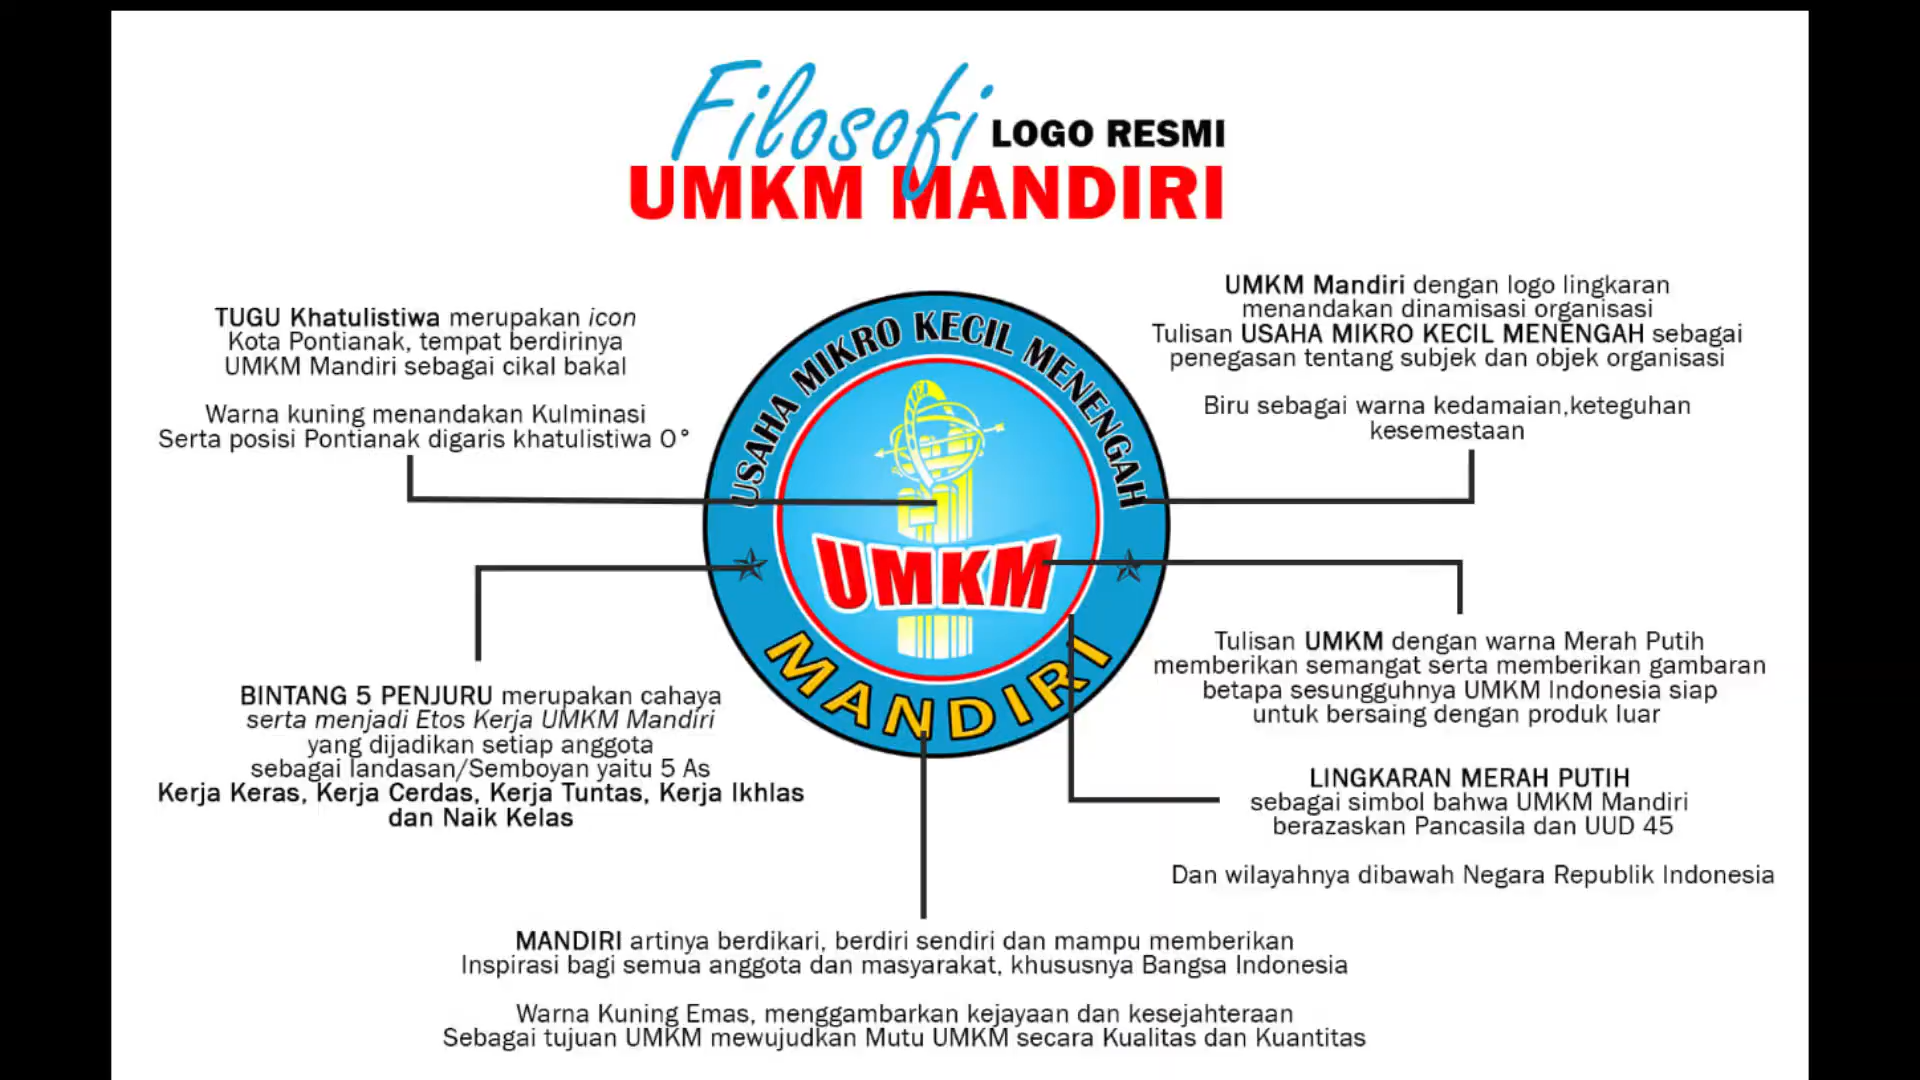 Filosofi LOGO RESMI
UMKM MANDIRI
TUGU Khatulistiwa merupakan icon
Kota Pontianak, tempat berdirinya
UMKM Mandiri sebagai cikal bakal
Warna kuning menandakan Kulminasi
Serta posisi Pontianak digaris khatulistiwa 0°
UMKM Mandiri dengan logo lingkaran
menandakan dinamisasi organisasi
Tulisan USAHA MIKRO KECIL MENENGAH sebagai
penegasan tentang subjek dan objek organisasi
Biru sebagai warna kedamaian,keteguhan
kesemestaan
USAHA MIKRO KECIL MENENGAH
UMKM
MANDIRI
BINTANG 5 PENJURU merupakan cahaya
serta menjadi Etos Kerja UMKM Mandiri
yang dijadikan setiap anggota
sebagai landasan/Semboyan yaitu 5 As
Kerja Keras, Kerja Cerdas, Kerja Tuntas, Kerja Ikhlas
dan Naik Kelas
Tulisan UMKM dengan warna Merah Putih
memberikan semangat serta memberikan gambaran
betapa sesungguhnya UMKM Indonesia siap
untuk bersaing dengan produk luar
LINGKARAN MERAH PUTIH
sebagai simbol bahwa UMKM Mandiri
berazaskan Pancasila dan UUD 45
Dan wilayahnya dibawah Negara Republik Indonesia
MANDIRI artinya berdikari, berdiri sendiri dan mampu memberikan
Inspirasi bagi semua anggota dan masyarakat, khususnya Bangsa Indonesia
Warna Kuning Emas, menggambarkan kejayaan dan kesejahteraan
Sebagai tujuan UMKM mewujudkan Mutu UMKM secara Kualitas dan Kuantitas